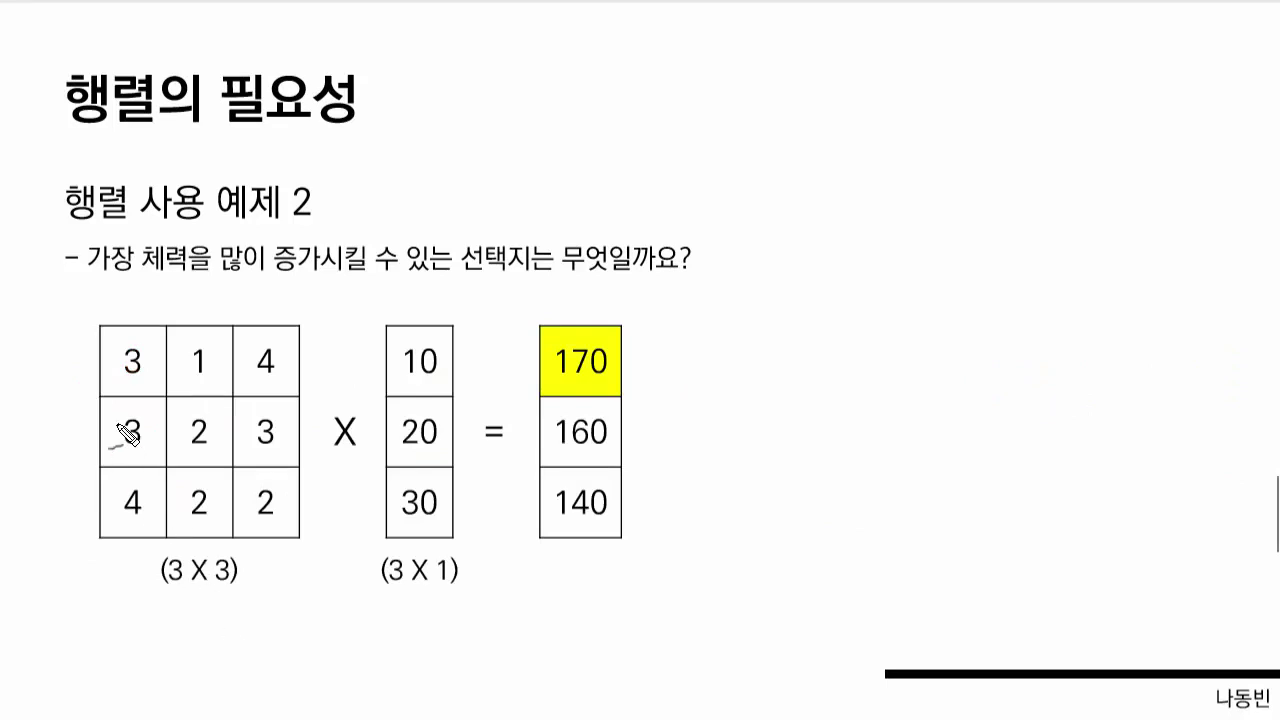 행렬의 필요성
행렬 사용 예제 2
- 가장 체력을 많이 증가시킬 수 있는 선택지는 무엇일까요?
3 1 4 10 170
3 2 3 X 20 = 160
4 2 2 30 140
(3 X 3) (3 X 1)
나동빈